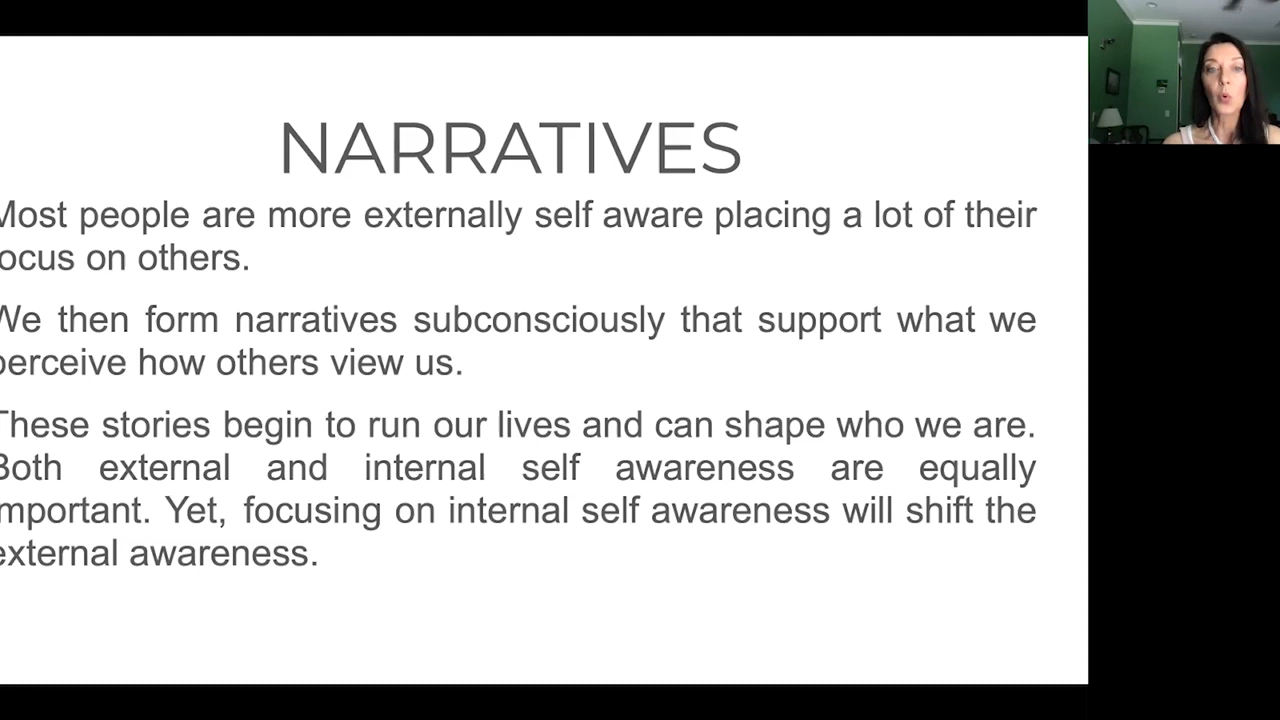 NARRATIVES
Most people are more externally self aware placing a lot of their
focus on others.
We then form narratives subconsciously that support what we
perceive how others view us.
These stories begin to run our lives and can shape who we are.
Both external and internal self awareness are equally
important. Yet, focusing on internal self awareness will shift the
external awareness.